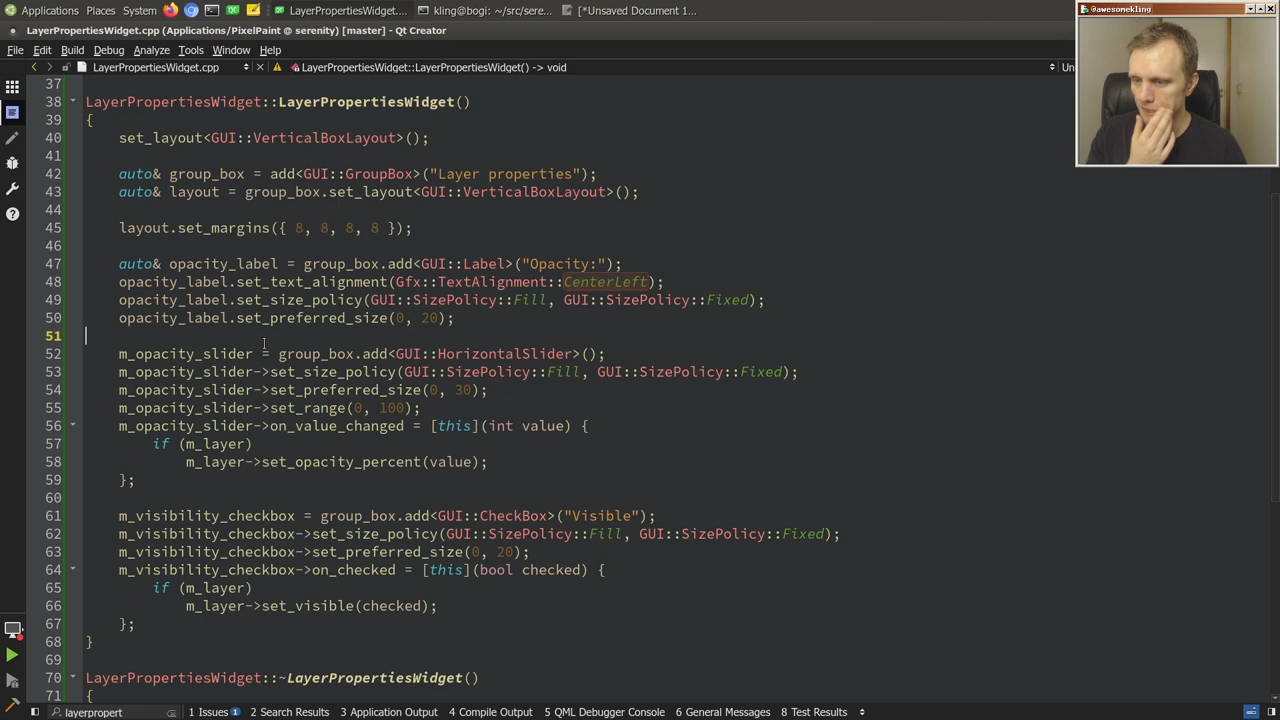 Applications Places System LayerPropertiesWidget.... kling@bogi: ~/src/sere... [*Unsaved Document 1...
@awesomekling
LayerPropertiesWidget.cpp (Applications/PixelPaint @ serenity) [master] - Qt Creator
File Edit Build Debug Analyze Tools Window Help
LayerPropertiesWidget.cpp LayerPropertiesWidget::LayerPropertiesWidget() -> void Un
37
38 LayerPropertiesWidget::LayerPropertiesWidget()
39 {
40 set_layout<GUI::VerticalBoxLayout>();
41
42 auto& group_box = add<GUI::GroupBox>("Layer properties");
43 auto& layout = group_box.set_layout<GUI::VerticalBoxLayout>();
44
45 layout.set_margins({ 8, 8, 8, 8 });
46
47 auto& opacity_label = group_box.add<GUI::Label>("Opacity:");
48 opacity_label.set_text_alignment(Gfx::TextAlignment::CenterLeft);
49 opacity_label.set_size_policy(GUI::SizePolicy::Fill, GUI::SizePolicy::Fixed);
50 opacity_label.set_preferred_size(0, 20);
51
52 m_opacity_slider = group_box.add<GUI::HorizontalSlider>();
53 m_opacity_slider->set_size_policy(GUI::SizePolicy::Fill, GUI::SizePolicy::Fixed);
54 m_opacity_slider->set_preferred_size(0, 30);
55 m_opacity_slider->set_range(0, 100);
56 m_opacity_slider->on_value_changed = [this](int value) {
57 if (m_layer)
58 m_layer->set_opacity_percent(value);
59 };
60
61 m_visibility_checkbox = group_box.add<GUI::CheckBox>("Visible");
62 m_visibility_checkbox->set_size_policy(GUI::SizePolicy::Fill, GUI::SizePolicy::Fixed);
63 m_visibility_checkbox->set_preferred_size(0, 20);
64 m_visibility_checkbox->on_checked = [this](bool checked) {
65 if (m_layer)
66 m_layer->set_visible(checked);
67 };
68 }
69
70 LayerPropertiesWidget::~LayerPropertiesWidget()
71 {
layerpropert 1 Issues 1 2 Search Results 3 Application Output 4 Compile Output 5 QML Debugger Console 6 General Messages 8 Test Results